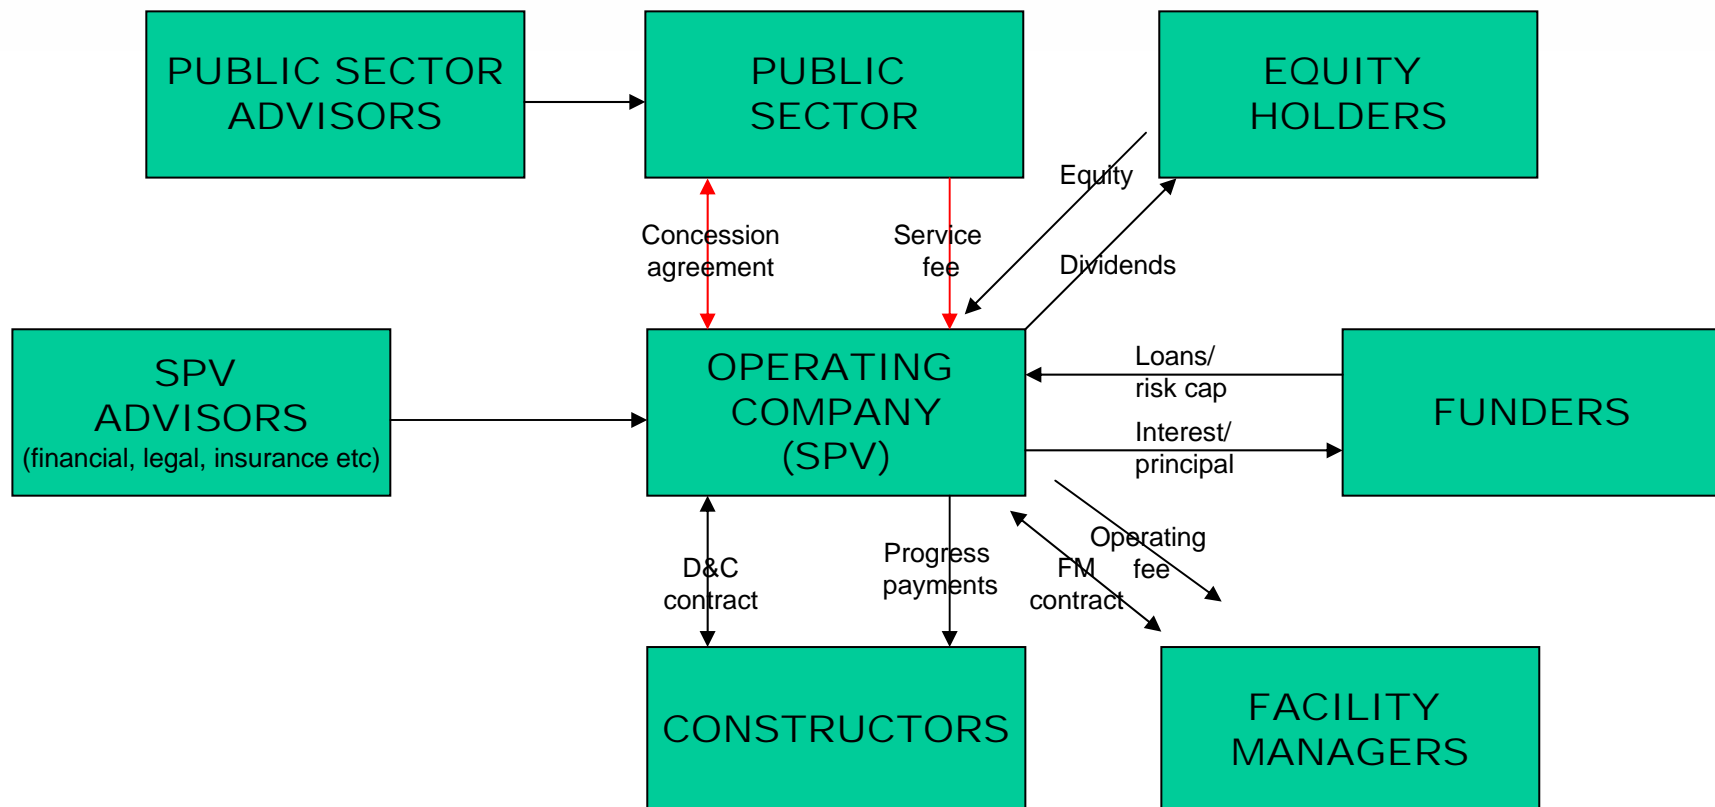 PUBLIC SECTOR
ADVISORS
PUBLIC
SECTOR
EQUITY
HOLDERS
Equity
Concession
agreement
Service
fee
Dividends
SPV
ADVISORS
(financial, legal, insurance etc)
OPERATING
COMPANY
(SPV)
Loans/
risk cap
Interest/
principal
FUNDERS
D&C
contract
Progress
payments
FM
contract
Operating
fee
CONSTRUCTORS
FACILITY
MANAGERS